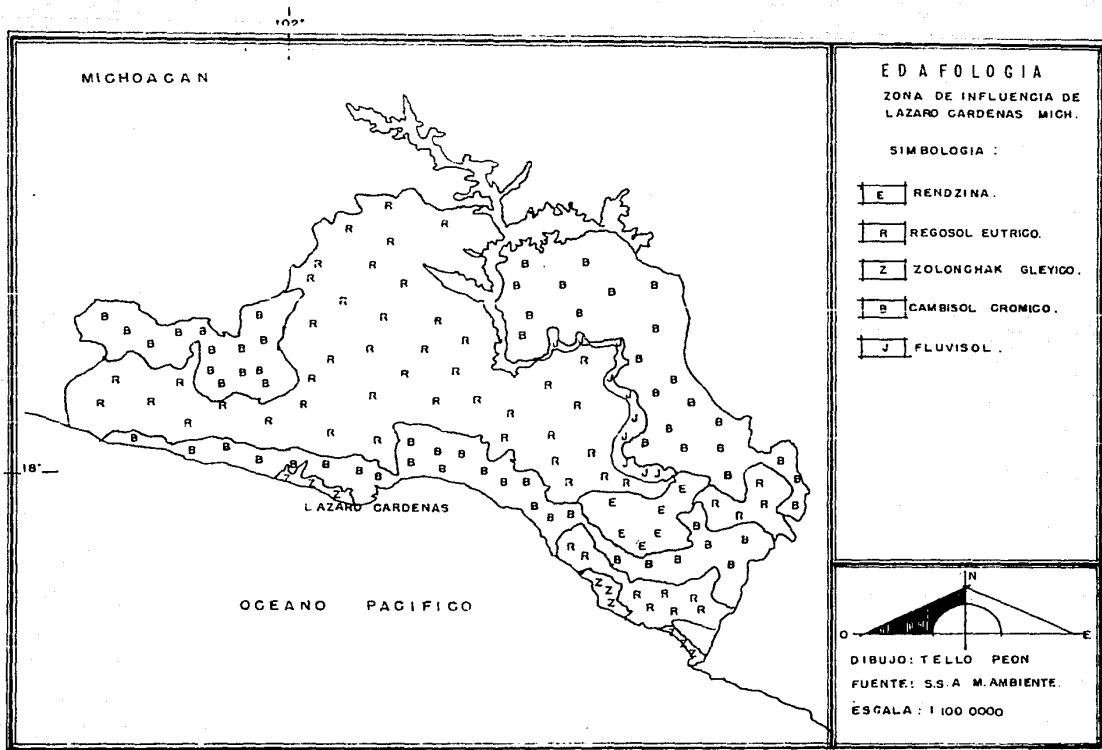 102°
MICHOACAN
18°
LAZARO CARDENAS
OCEANO PACIFICO
EDAFOLOGIA
ZONA DE INFLUENCIA DE
LAZARO CARDENAS MICH.
SIMBOLOGIA :
E RENDZINA.
R REGOSOL EUTRICO.
Z ZOLONCHAK GLEYICO.
B CAMBISOL CROMICO.
J FLUVISOL.
N
O E
DIBUJO: TELLO PEON
FUENTE: S.S.A M.AMBIENTE.
ESCALA : 1 100 0000